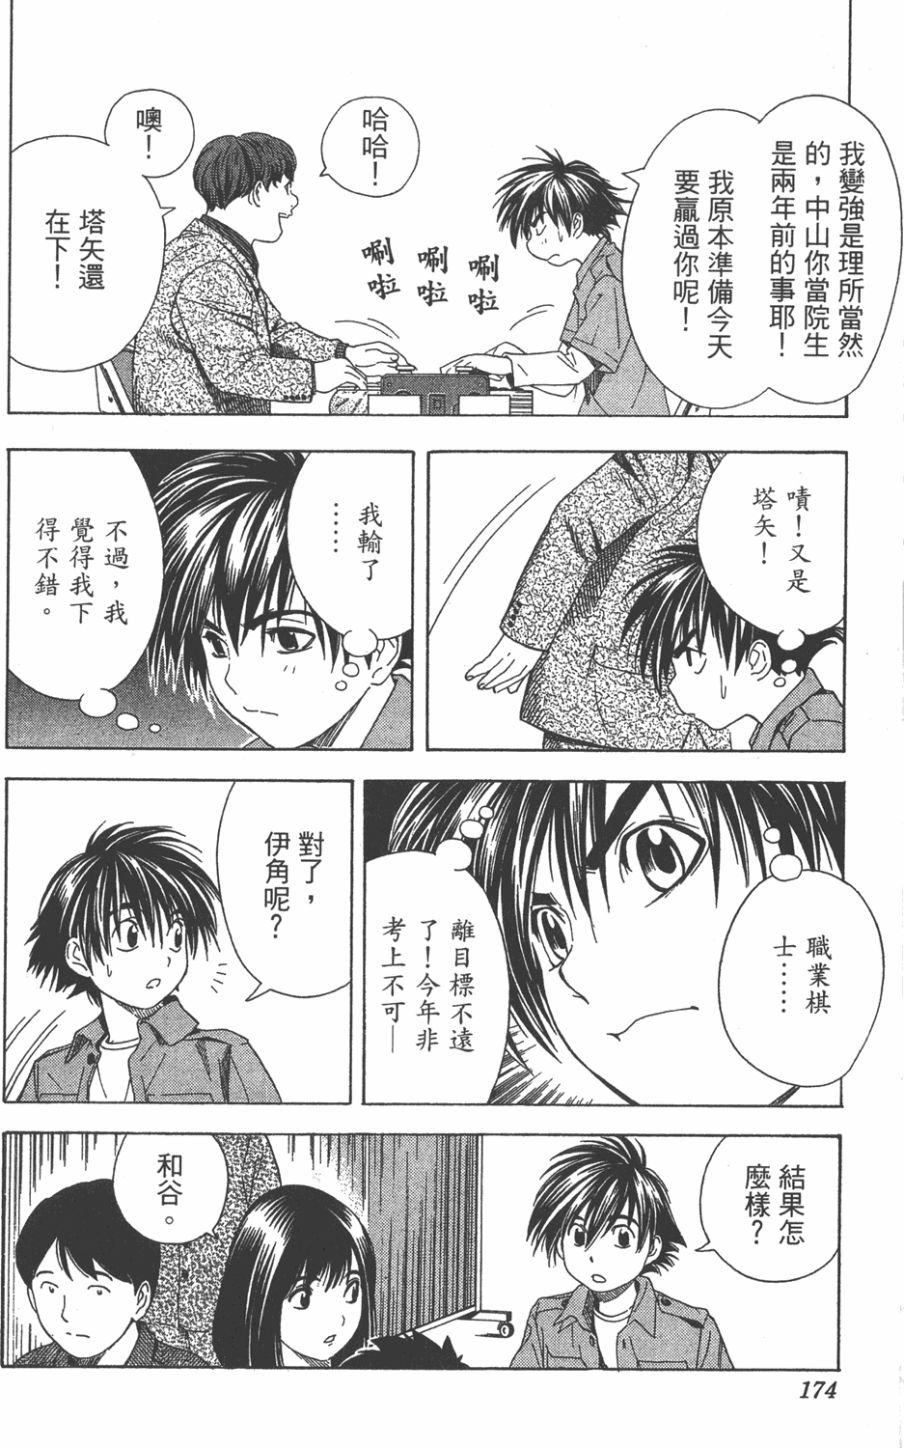 我變強是理所當然
的，中山你當院生
是兩年前的事耶！
我原本準備今天
要贏過你呢！
哈哈！
唰啦
唰啦
唰啦
噢！
塔矢還
在下！
嘖！又是
塔矢！
我輸了
……
不過，我
覺得我下
得不錯。
職業棋
士……
離目標不遠
了！今年非
考上不可—
對了，
伊角呢？
結果怎
麼樣？
和谷。
174